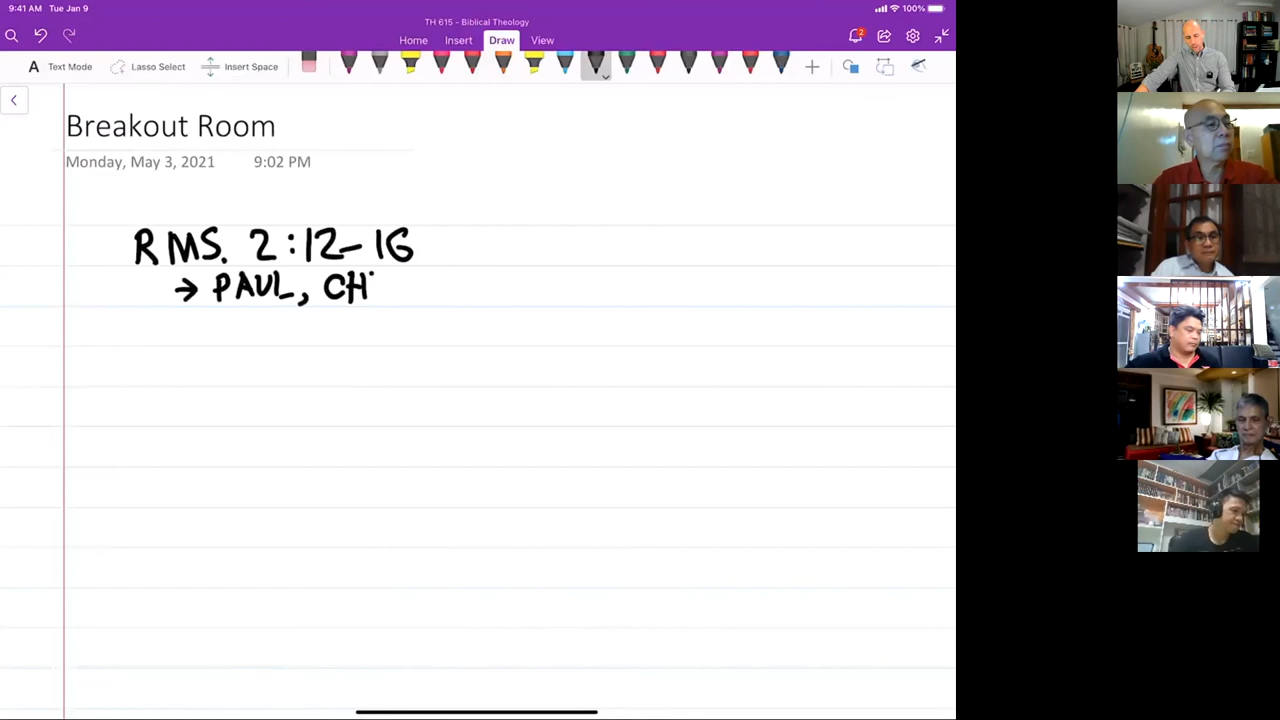 9:41 AM Tue Jan 9
100%
TH 615 - Biblical Theology
Home Insert Draw View
2
Text Mode Lasso Select Insert Space
Breakout Room
Monday, May 3, 2021 9:02 PM
RMS. 2:12-16
→ PAUL, CH